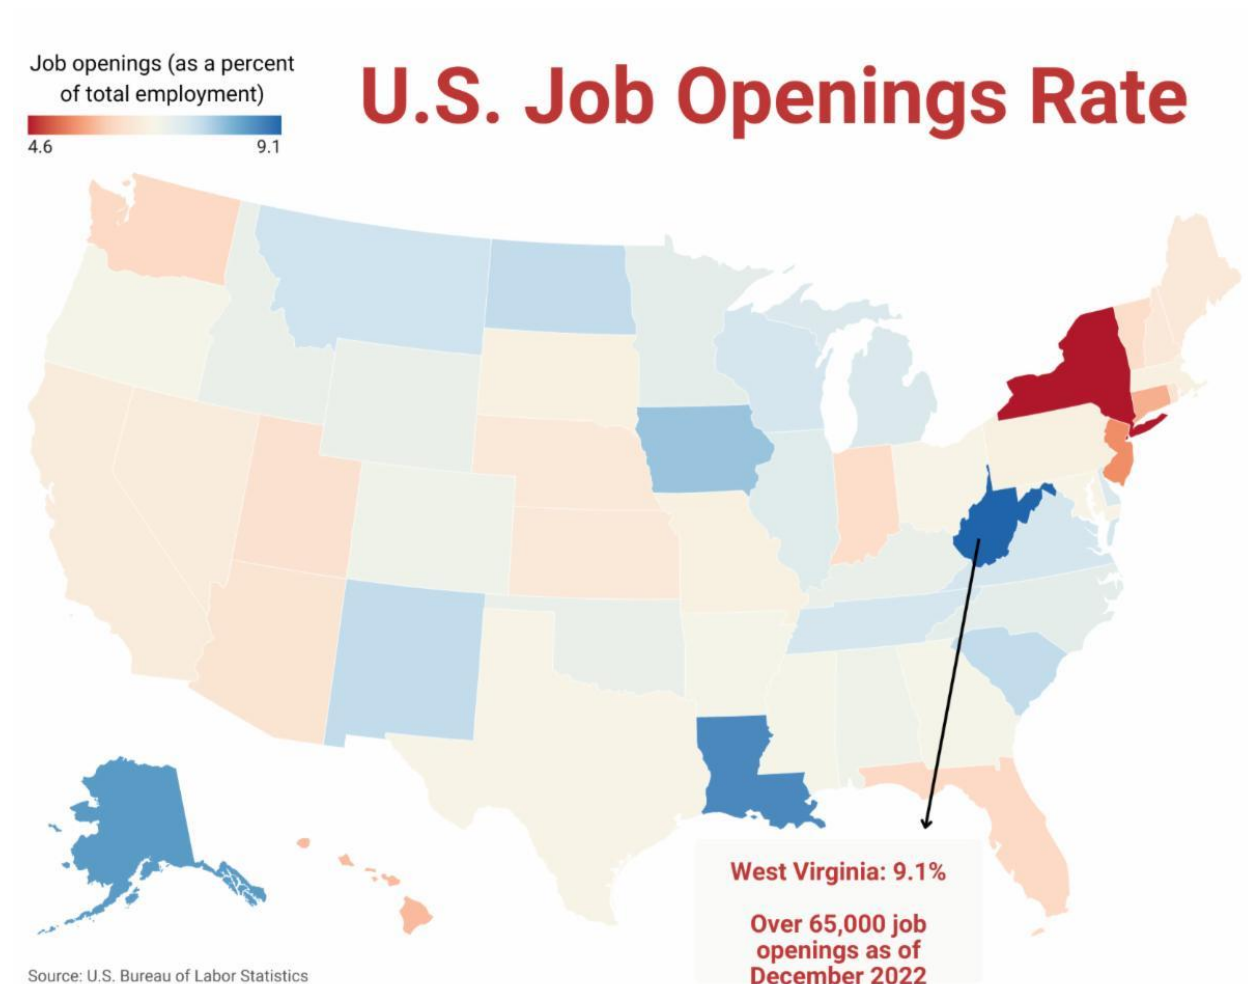 Job openings (as a percent
of total employment)
4.6 9.1
U.S. Job Openings Rate
West Virginia: 9.1%
Over 65,000 job
openings as of
December 2022
Source: U.S. Bureau of Labor Statistics